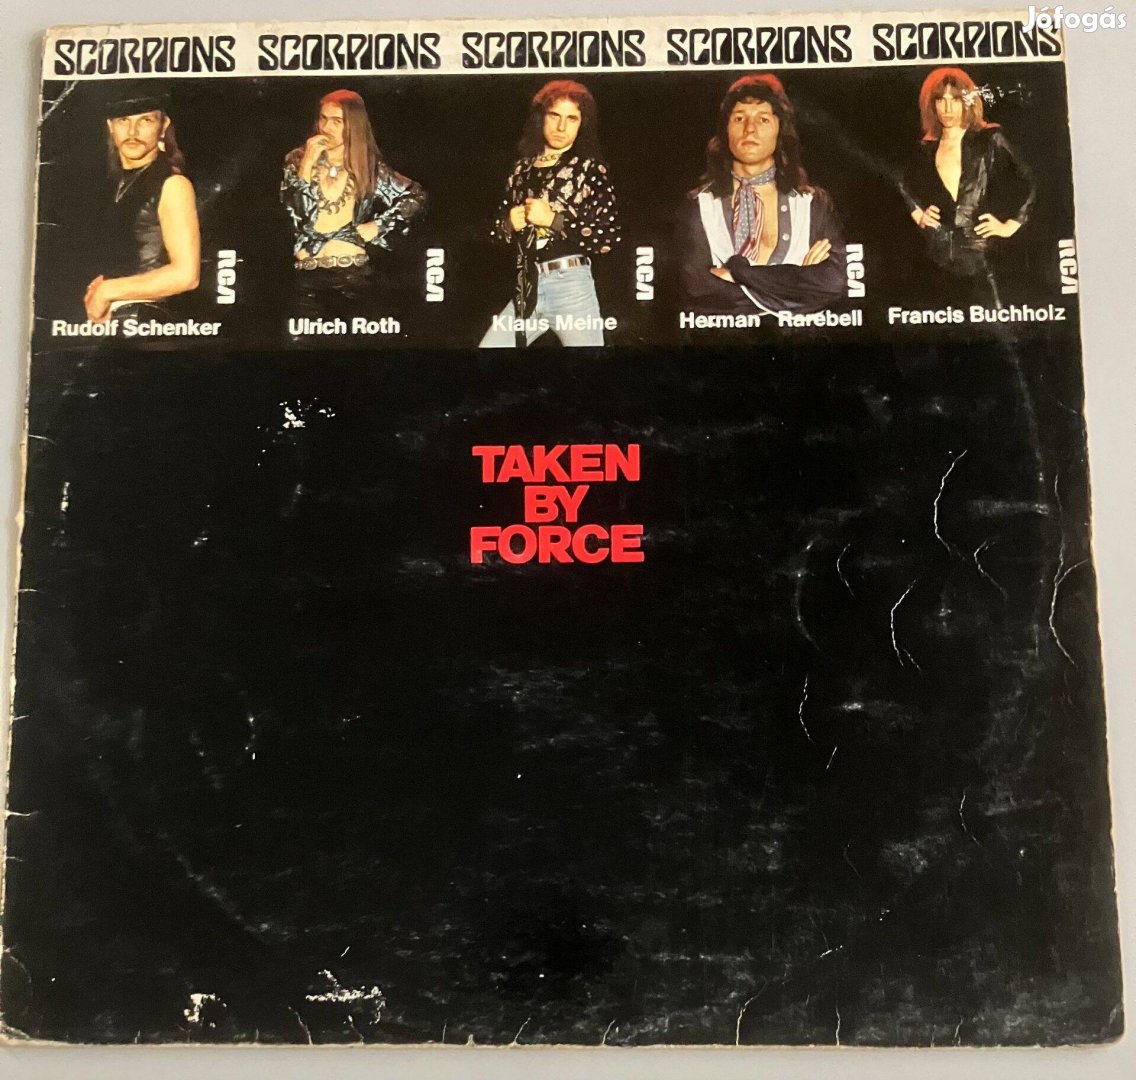 Jófogás
SCORPIONS SCORPIONS SCORPIONS SCORPIONS SCORPIONS
RCA RCA RCA RCA RCA
Rudolf Schenker Ulrich Roth Klaus Meine Herman Rarebell Francis Buchholz
TAKEN
BY
FORCE